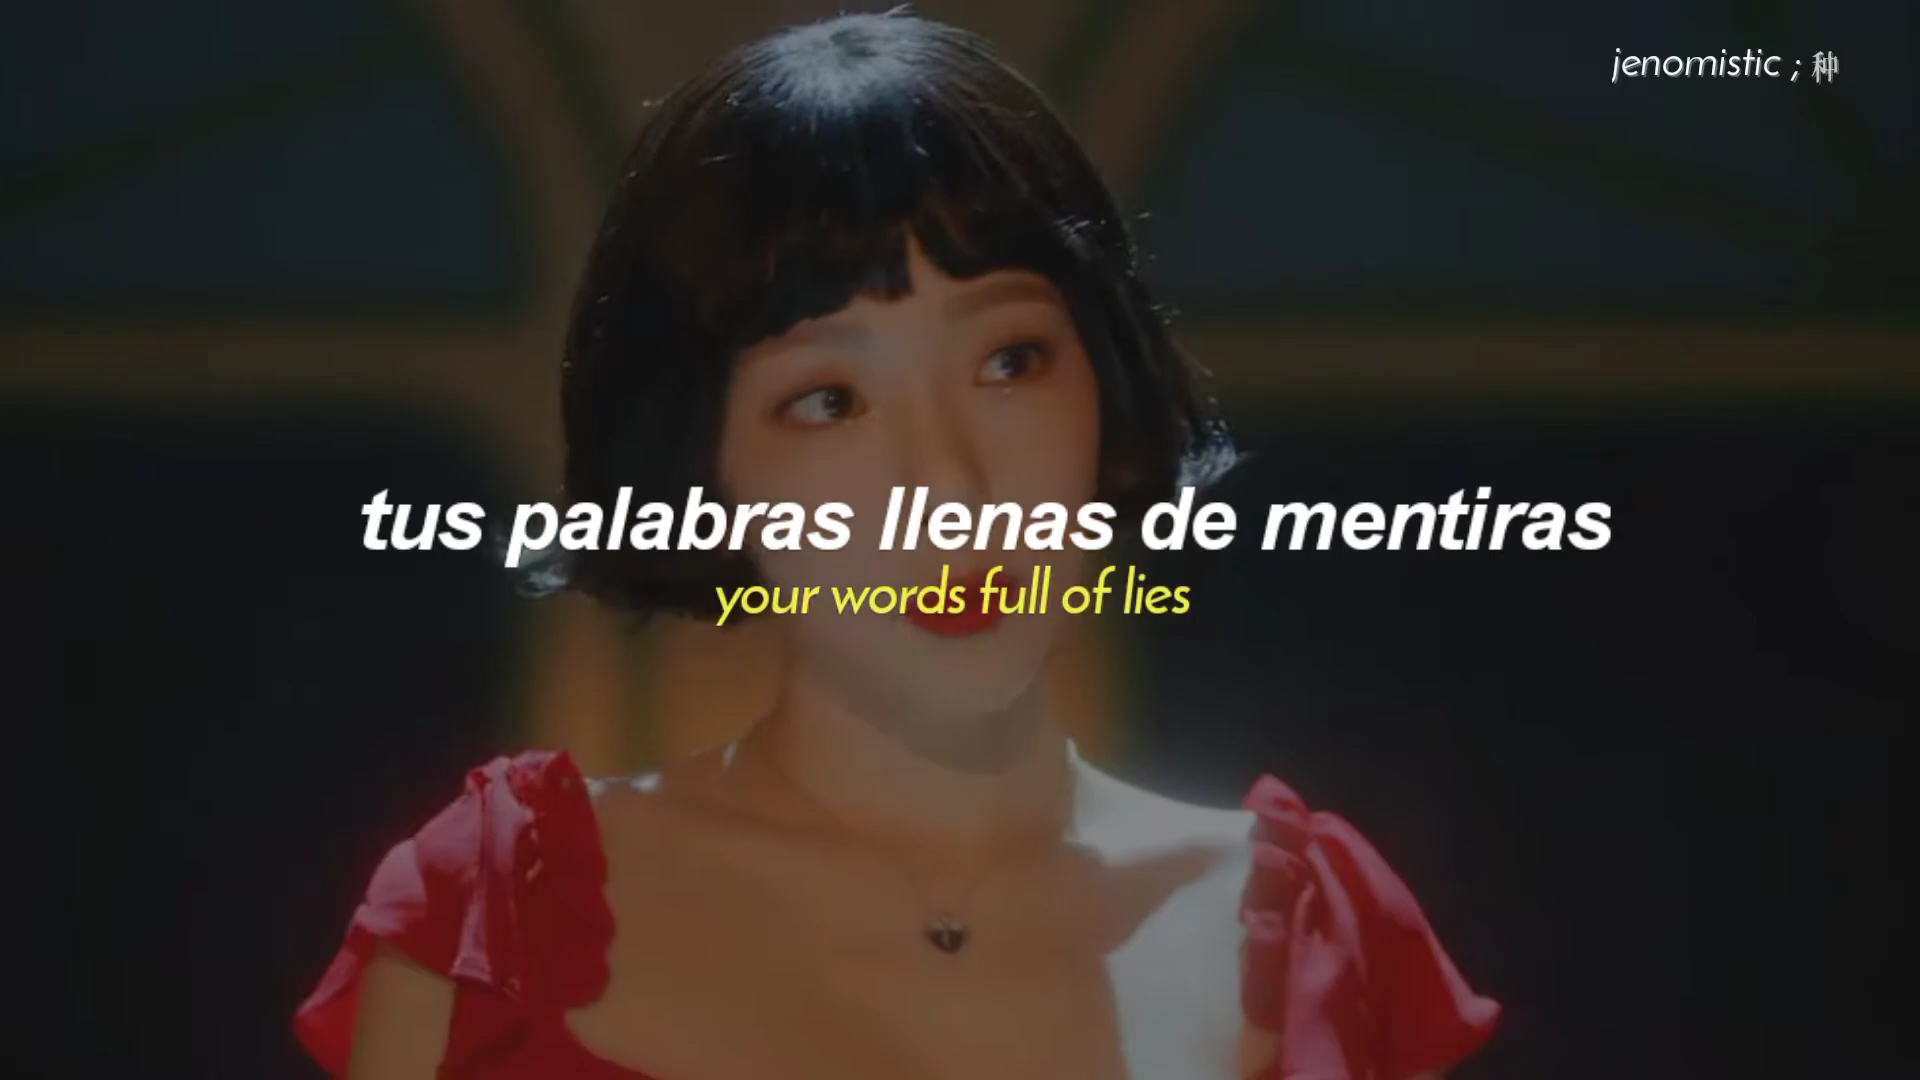 jenomistic ; 种
tus palabras llenas de mentiras
your words full of lies